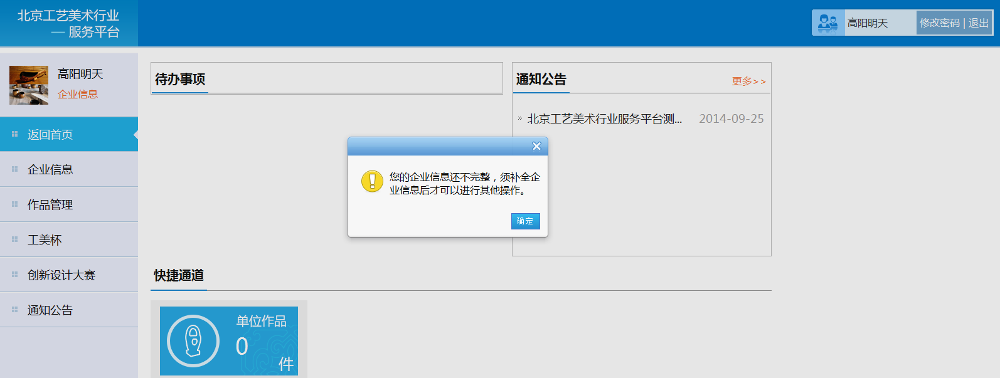 北京工艺美术行业
— 服务平台
高阳明天
修改密码 | 退出
高阳明天
企业信息
返回首页
企业信息
作品管理
工美杯
创新设计大赛
通知公告
待办事项
通知公告
更多>>
» 北京工艺美术行业服务平台测... 2014-09-25
您的企业信息还不完整，须补全企
业信息后才可以进行其他操作。
确定
快捷通道
单位作品
0
件